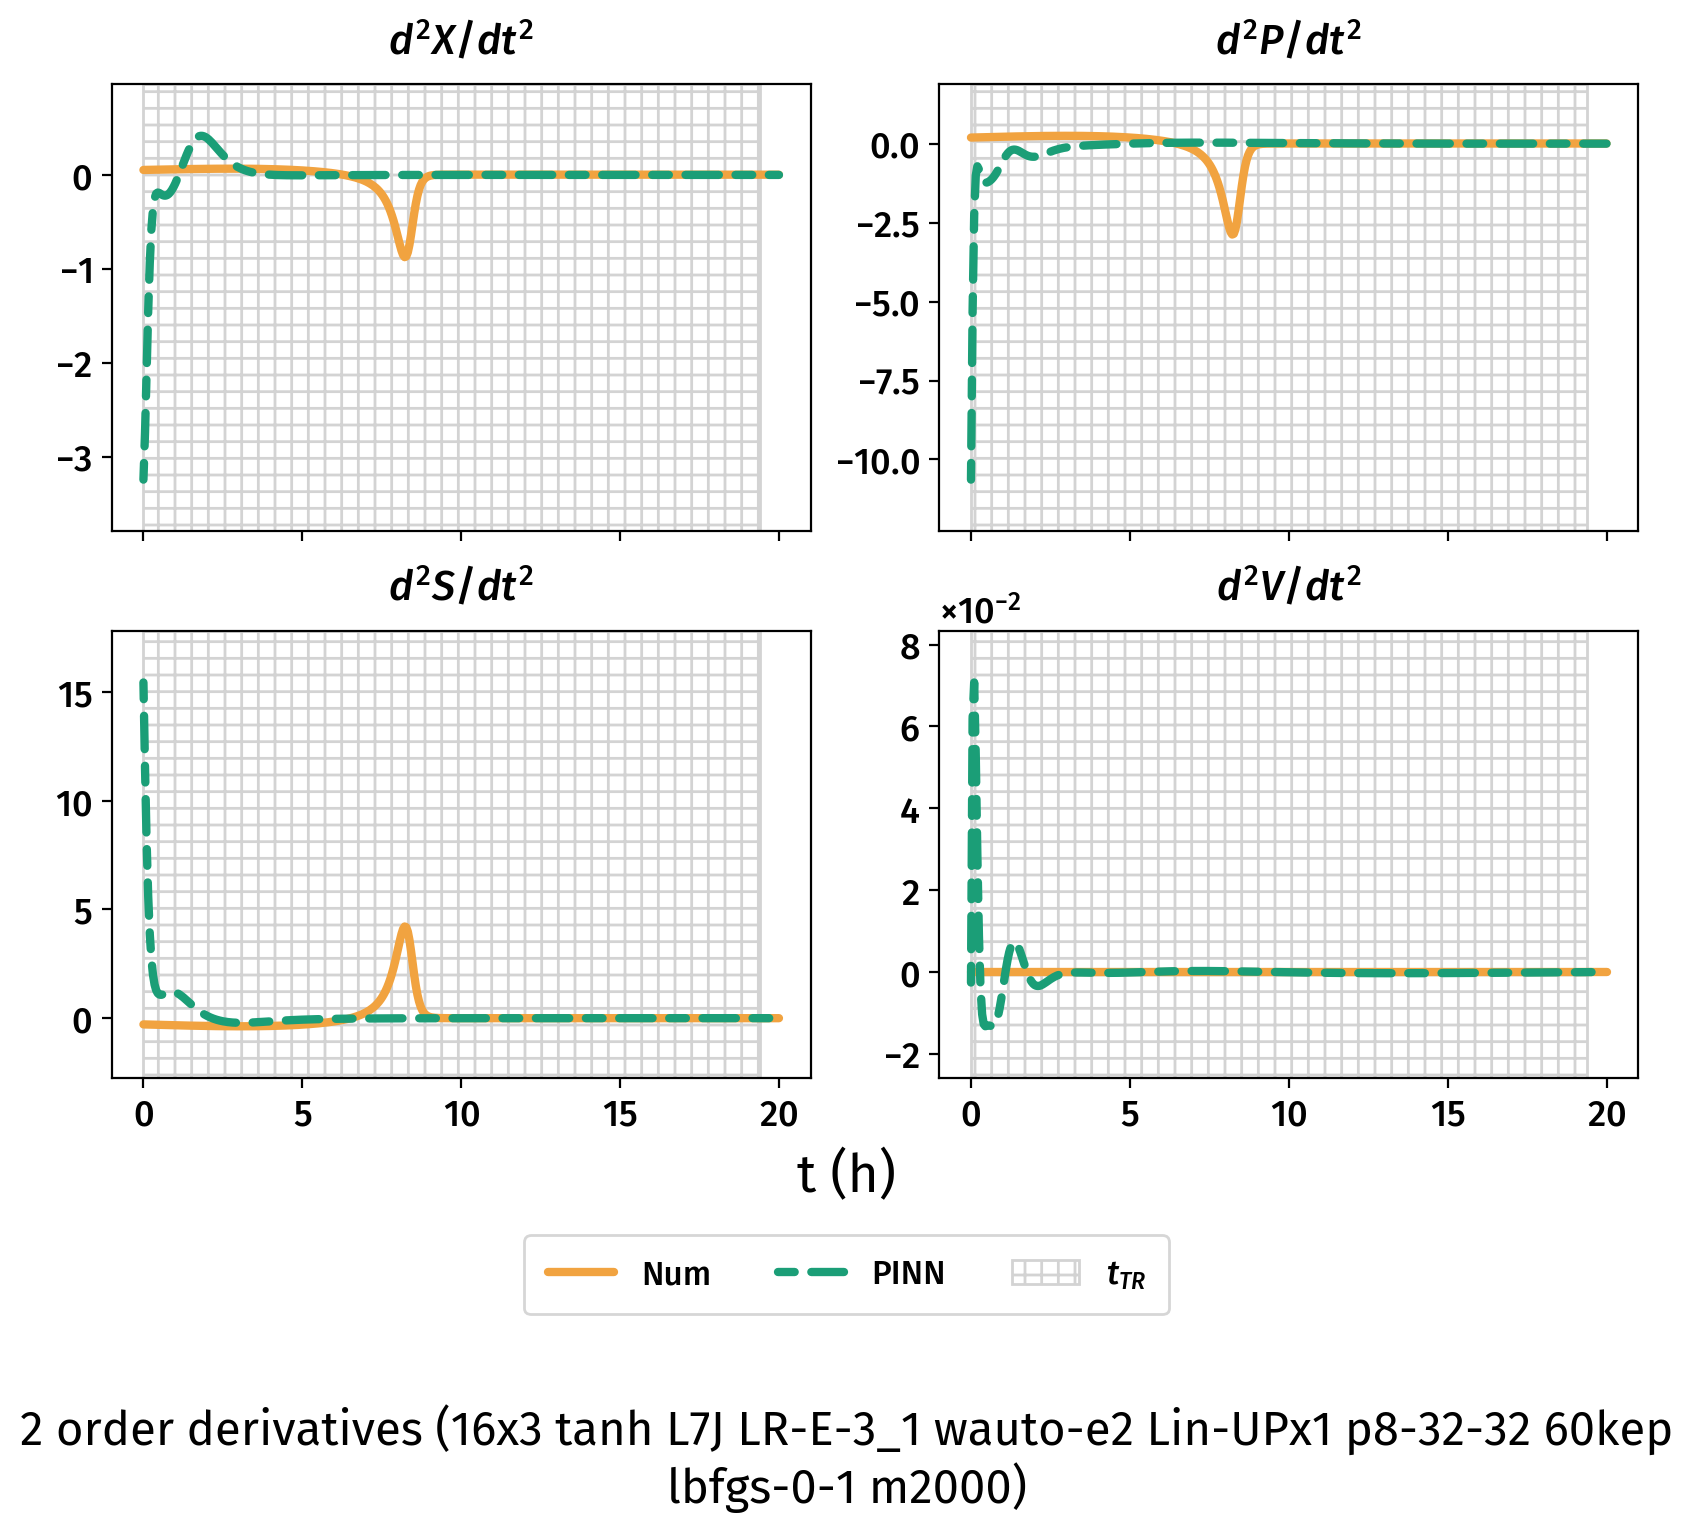 d²X/dt²
d²P/dt²
0
−1
−2
−3
0.0
−2.5
−5.0
−7.5
−10.0
d²S/dt²
d²V/dt²
×10⁻²
15
10
5
0
8
6
4
2
0
−2
0 5 10 15 20
0 5 10 15 20
t (h)
Num PINN t_TR
2 order derivatives (16x3 tanh L7J LR-E-3_1 wauto-e2 Lin-UPx1 p8-32-32 60kep
lbfgs-0-1 m2000)